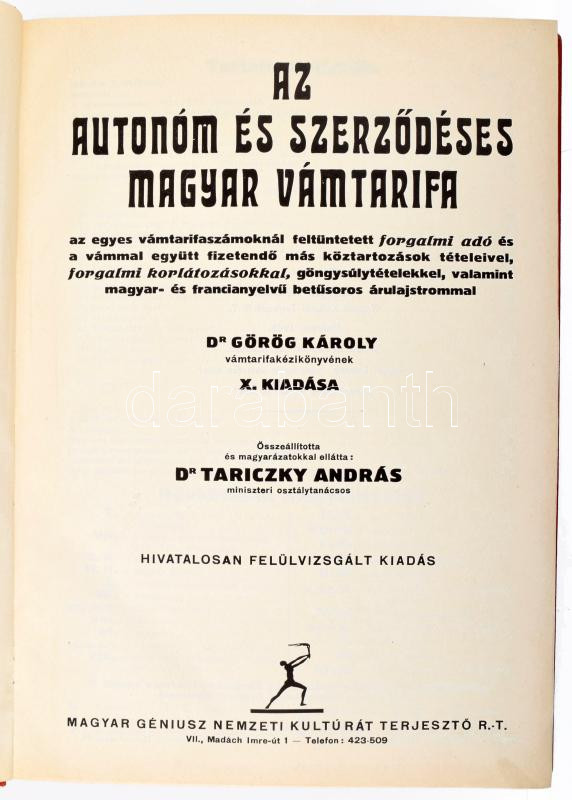 AZ
AUTONÓM ÉS SZERZŐDÉSES
MAGYAR VÁMTARIFA
az egyes vámtarifaszámoknál feltüntetett forgalmi adó és
a vámmal együtt fizetendő más köztartozások tételeivel,
forgalmi korlátozásokkal, göngysúlytételekkel, valamint
magyar- és francianyelvű betűsoros árulajstrommal
DR GÖRÖG KÁROLY
vámtarifakézikönyvének
X. KIADÁSA
darabanth
Összeállította
és magyarázatokkal ellátta:
DR TARICZKY ANDRÁS
miniszteri osztálytanácsos
HIVATALOSAN FELÜLVIZSGÁLT KIADÁS
MAGYAR GÉNIUSZ NEMZETI KULTÚRÁT TERJESZTŐ R.-T.
VII., Madách Imre-út 1 — Telefon: 423-509